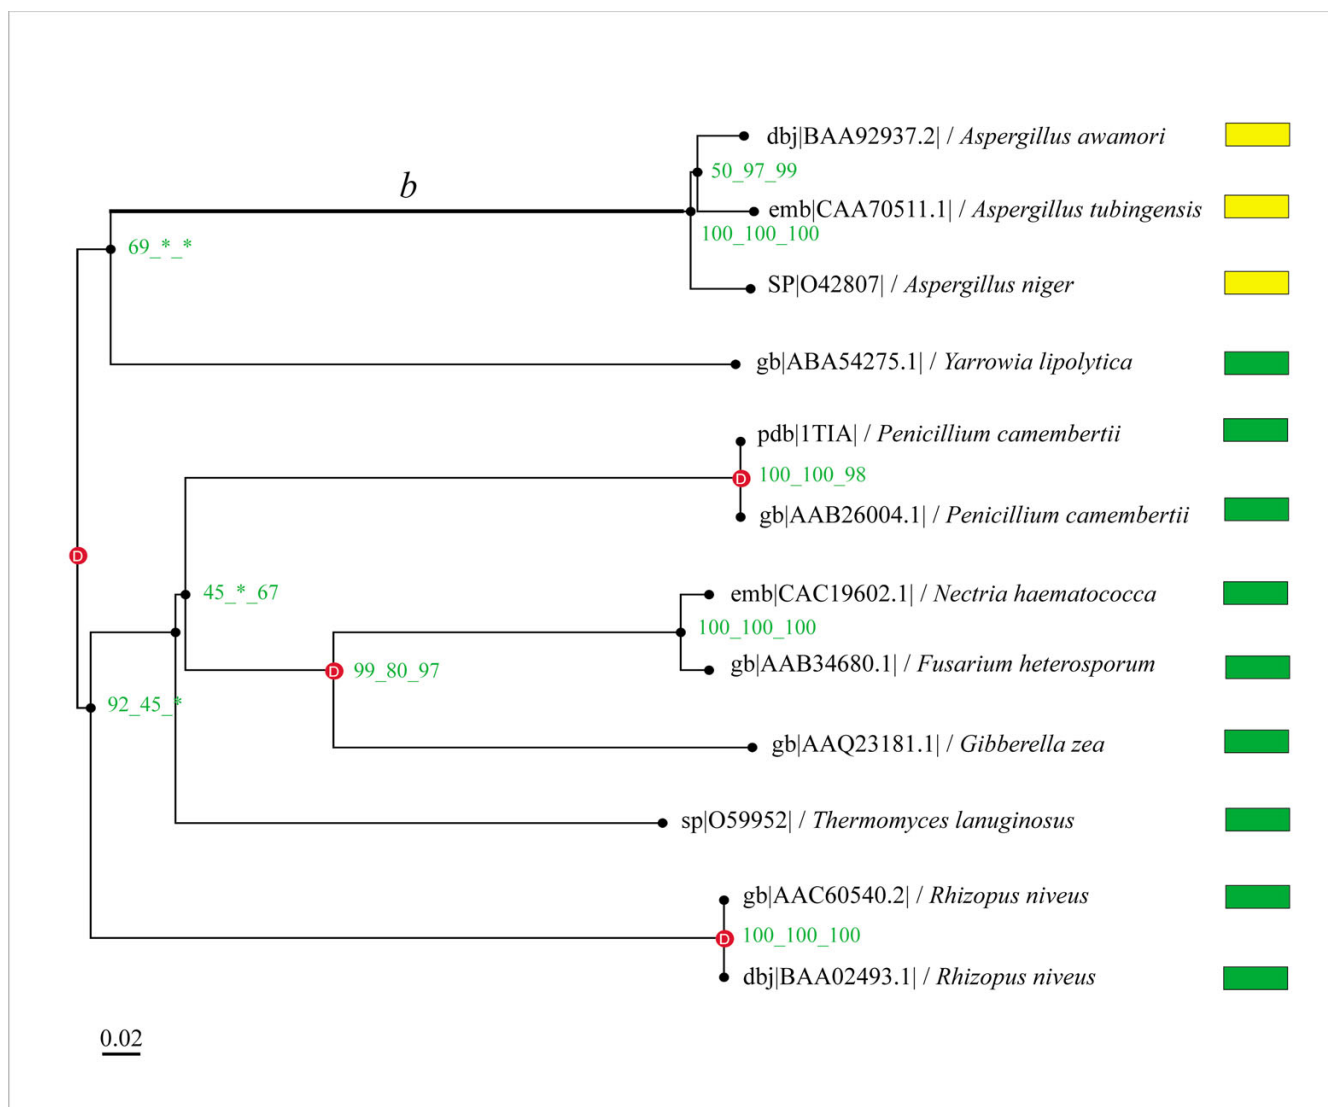 dbj|BAA92937.2| / Aspergillus awamori
50_97_99
b
emb|CAA70511.1| / Aspergillus tubingensis
100_100_100
69_*_*
SP|O42807| / Aspergillus niger
gb|ABA54275.1| / Yarrowia lipolytica
pdb|1TIA| / Penicillium camembertii
D 100_100_98
gb|AAB26004.1| / Penicillium camembertii
D
45_*_67
emb|CAC19602.1| / Nectria haematococca
100_100_100
gb|AAB34680.1| / Fusarium heterosporum
D 99_80_97
92_45_*
gb|AAQ23181.1| / Gibberella zea
sp|O59952| / Thermomyces lanuginosus
gb|AAC60540.2| / Rhizopus niveus
D 100_100_100
dbj|BAA02493.1| / Rhizopus niveus
0.02